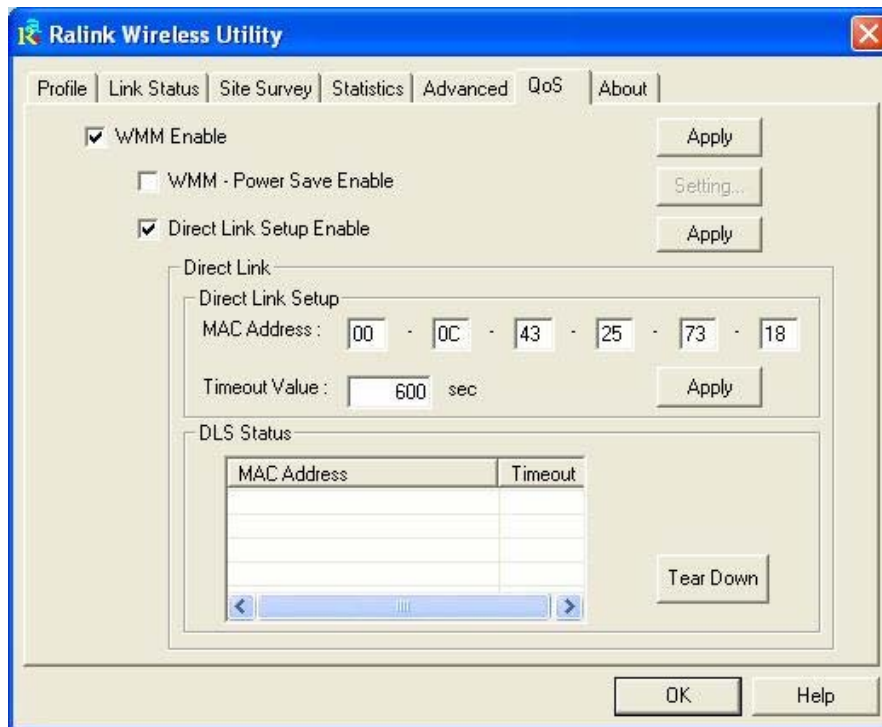 Ralink Wireless Utility
Profile Link Status Site Survey Statistics Advanced QoS About
WMM Enable Apply
WMM - Power Save Enable Setting...
Direct Link Setup Enable Apply
Direct Link
Direct Link Setup
MAC Address : 00 - 0C - 43 - 25 - 73 - 18
Timeout Value : 600 sec Apply
DLS Status
MAC Address Timeout
Tear Down
OK Help